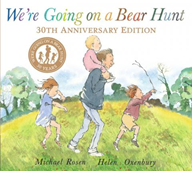 We're Going on a Bear Hunt
30TH ANNIVERSARY EDITION
Michael Rosen Helen Oxenbury